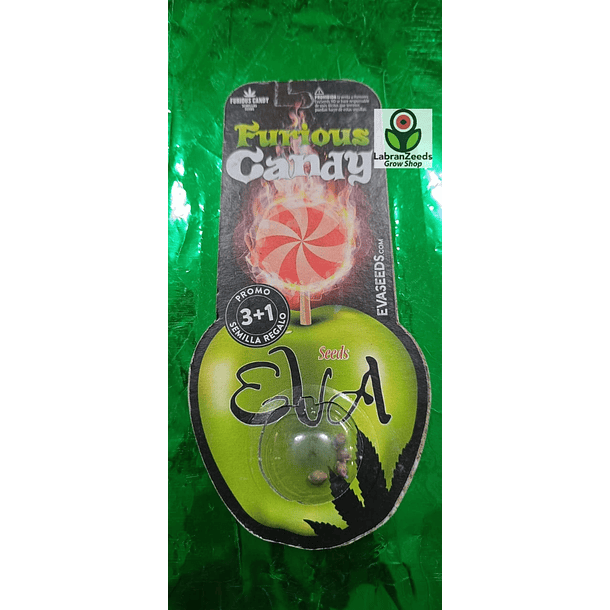 FURIOUS CANDY
Furious
Candy
LabranZeeds
Grow Shop
EVASEEDS.COM
PROMO
3+1
SEMILLA REGALO
Seeds
EVA